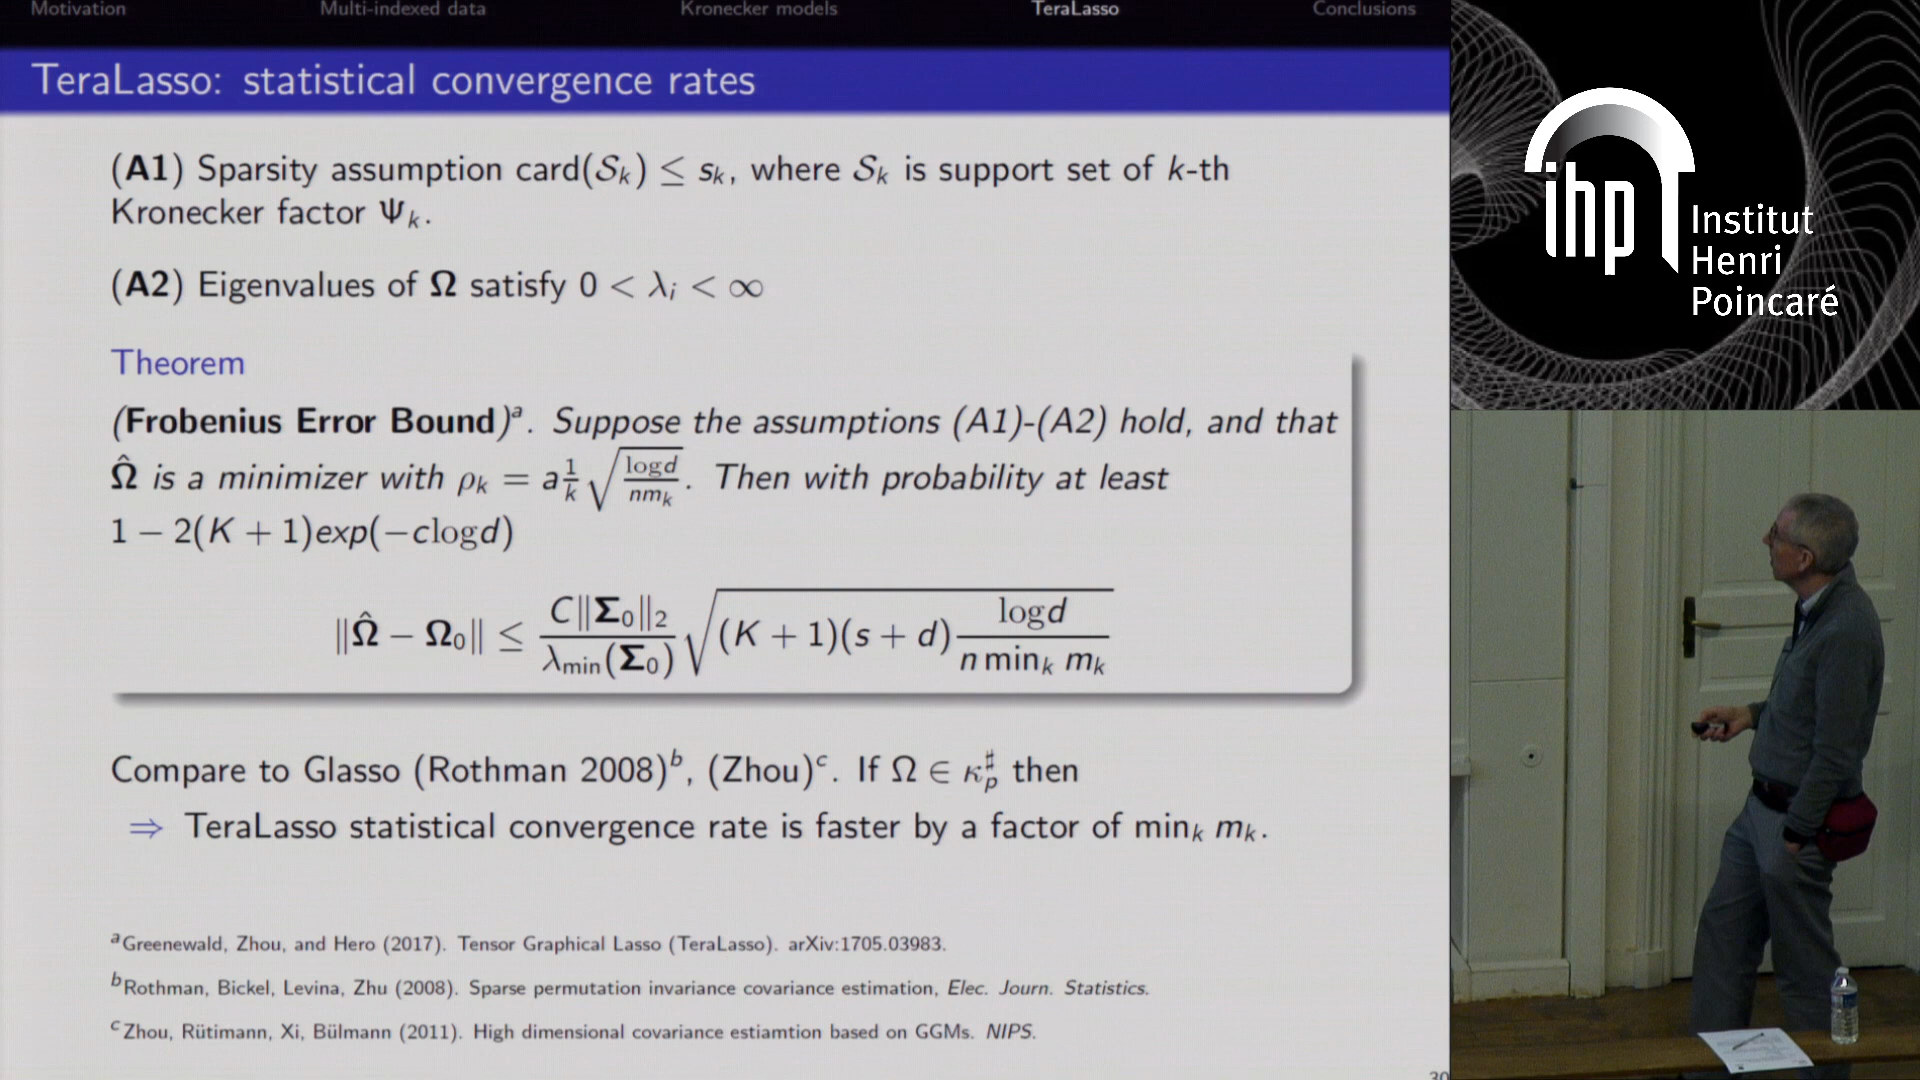 Motivation Multi-indexed data Kronecker models TeraLasso Conclusions
TeraLasso: statistical convergence rates
(A1) Sparsity assumption card(𝒮ₖ) ≤ sₖ, where 𝒮ₖ is support set of k-th
Kronecker factor Ψₖ.
(A2) Eigenvalues of Ω satisfy 0 < λᵢ < ∞
Theorem
(Frobenius Error Bound)ᵃ. Suppose the assumptions (A1)-(A2) hold, and that
Ω̂ is a minimizer with ρₖ = a 1/k √(logd / nmₖ). Then with probability at least
1 − 2(K + 1)exp(−clogd)
‖Ω̂ − Ω₀‖ ≤ C‖Σ₀‖₂ / λmin(Σ₀) √((K + 1)(s + d) logd / (n minₖ mₖ))
Compare to Glasso (Rothman 2008)ᵇ, (Zhou)ᶜ. If Ω ∈ κₚ♯ then
⇒ TeraLasso statistical convergence rate is faster by a factor of minₖ mₖ.
ᵃGreenewald, Zhou, and Hero (2017). Tensor Graphical Lasso (TeraLasso). arXiv:1705.03983.
ᵇRothman, Bickel, Levina, Zhu (2008). Sparse permutation invariance covariance estimation, Elec. Journ. Statistics.
ᶜZhou, Rütimann, Xi, Bülmann (2011). High dimensional covariance estiamtion based on GGMs. NIPS.
30
ihp
Institut
Henri
Poincaré